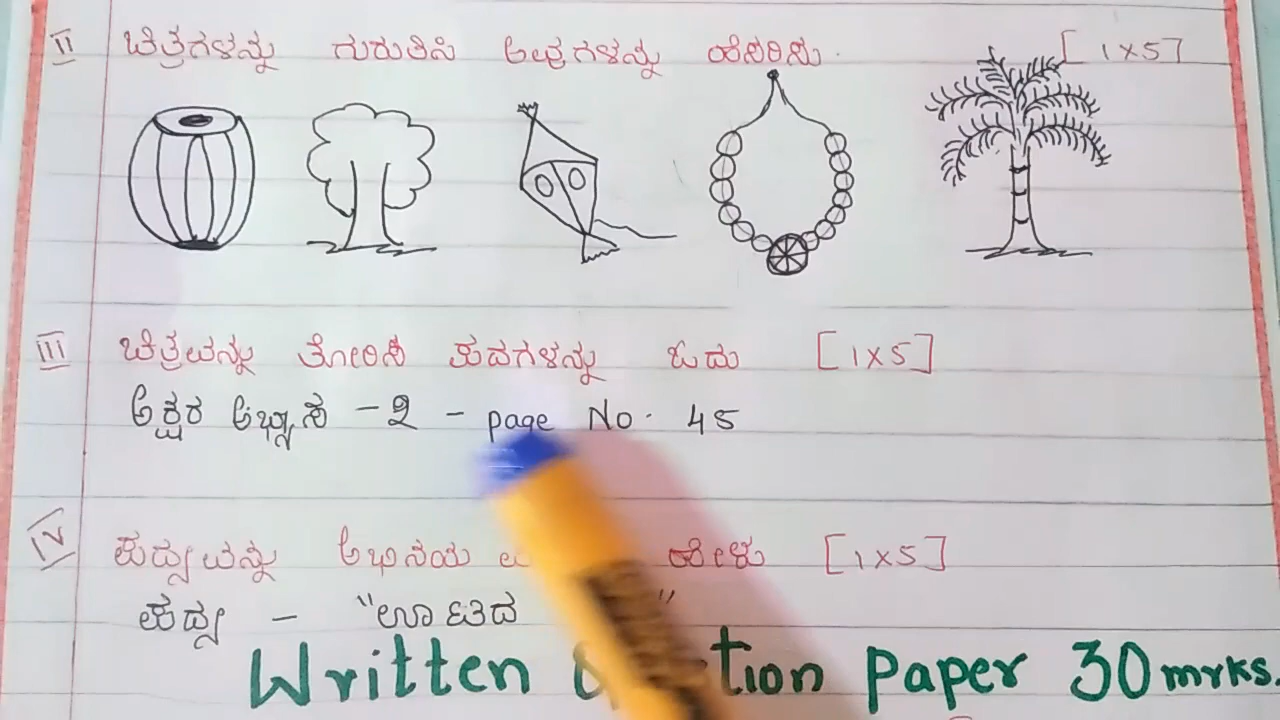 II ಚಿತ್ರಗಳನ್ನು ಗುರುತಿಸಿ ಅವುಗಳನ್ನು ಹೆಸರಿಸು. [1x5]
III ಚಿತ್ರವನ್ನು ತೋರಿಸಿ ಪದಗಳನ್ನು ಓದು [1x5]
ಅಕ್ಷರ ಅಭ್ಯಾಸ - 2 - page No. 45
IV ಪದ್ಯವನ್ನು ಅಭಿನಯ ಹೇಳು [1x5]
ಪದ್ಯ - "ಊಟದ "
Written paper 30 mrks.